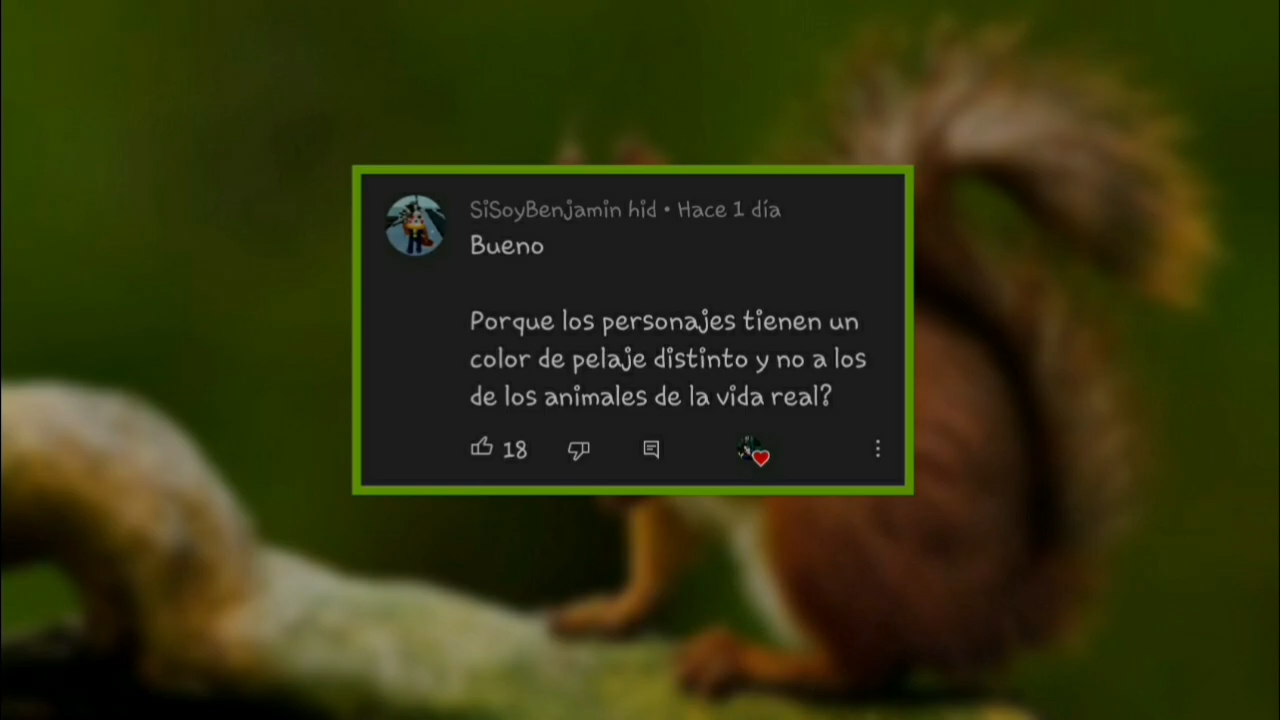 SiSoyBenjamin hid • Hace 1 día
Bueno
Porque los personajes tienen un
color de pelaje distinto y no a los
de los animales de la vida real?
18